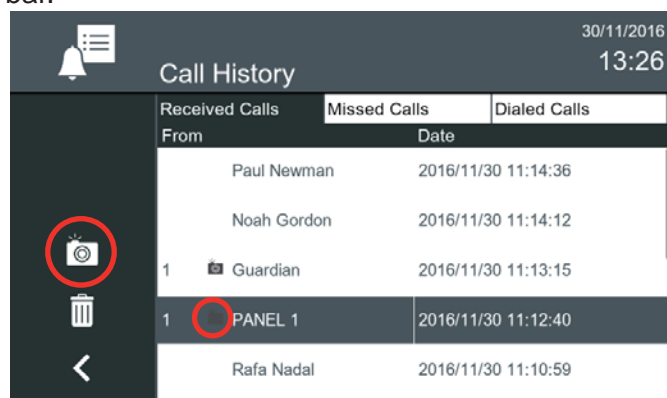 30/11/2016
13:26
Call History
Received Calls Missed Calls Dialed Calls
From Date
Paul Newman 2016/11/30 11:14:36
Noah Gordon 2016/11/30 11:14:12
1 Guardian 2016/11/30 11:13:15
1 PANEL 1 2016/11/30 11:12:40
Rafa Nadal 2016/11/30 11:10:59